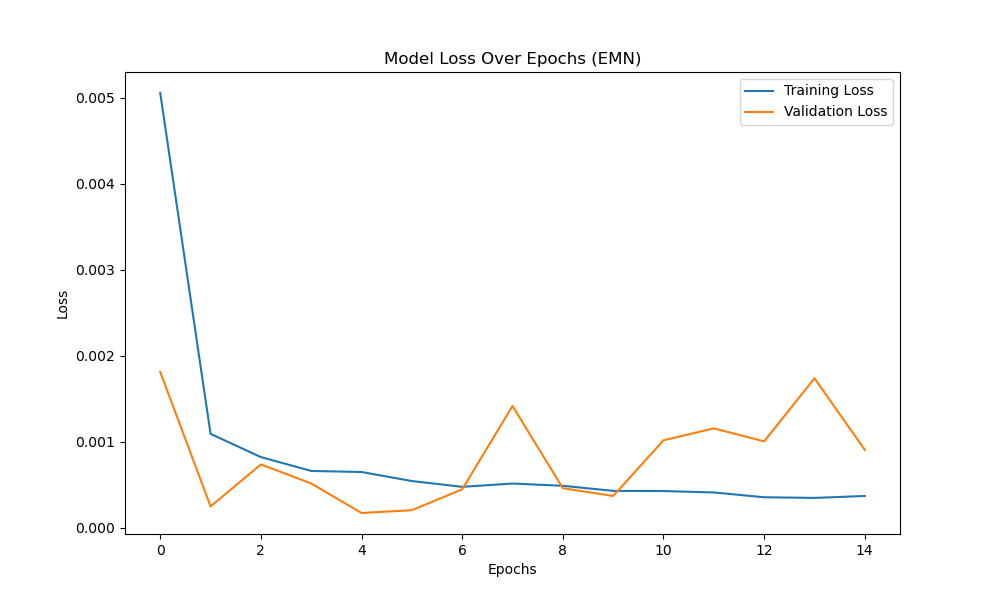 Model Loss Over Epochs (EMN)
Training Loss
Validation Loss
0.005
0.004
0.003
0.002
0.001
0.000
Loss
0 2 4 6 8 10 12 14
Epochs